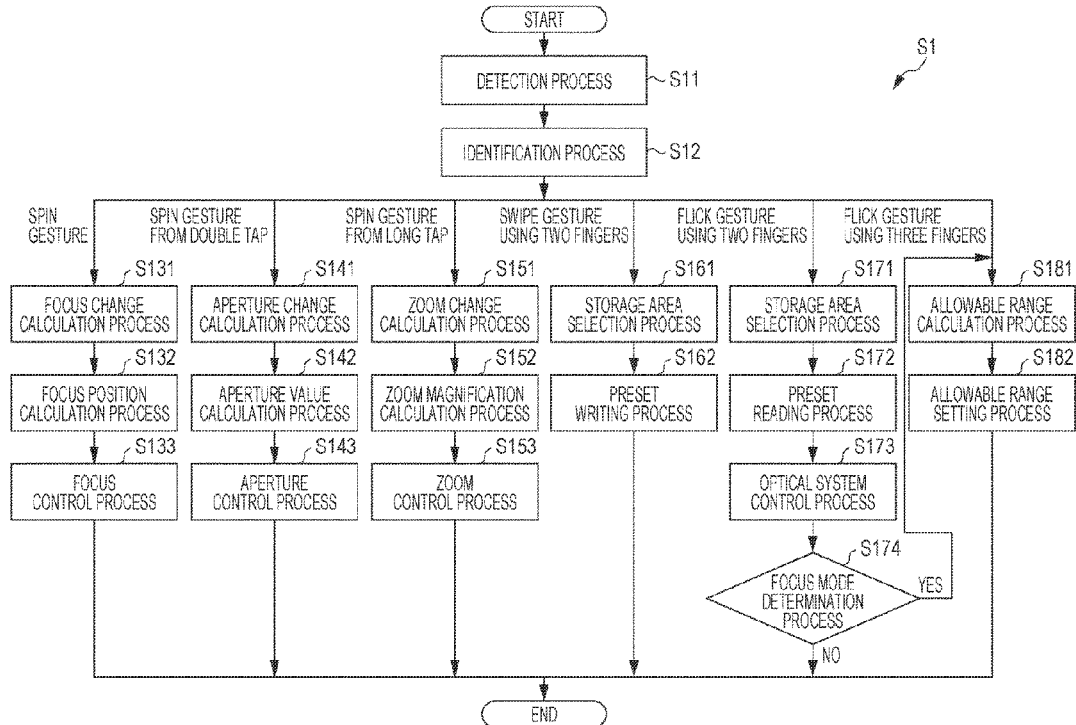 START
S1
DETECTION PROCESS
S11
IDENTIFICATION PROCESS
S12
SPIN
GESTURE
SPIN GESTURE
FROM DOUBLE TAP
SPIN GESTURE
FROM LONG TAP
SWIPE GESTURE
USING TWO FINGERS
FLICK GESTURE
USING TWO FINGERS
FLICK GESTURE
USING THREE FINGERS
S131
FOCUS CHANGE
CALCULATION PROCESS
S132
FOCUS POSITION
CALCULATION PROCESS
S133
FOCUS
CONTROL PROCESS
S141
APERTURE CHANGE
CALCULATION PROCESS
S142
APERTURE VALUE
CALCULATION PROCESS
S143
APERTURE
CONTROL PROCESS
S151
ZOOM CHANGE
CALCULATION PROCESS
S152
ZOOM MAGNIFICATION
CALCULATION PROCESS
S153
ZOOM
CONTROL PROCESS
S161
STORAGE AREA
SELECTION PROCESS
S162
PRESET
WRITING PROCESS
S171
STORAGE AREA
SELECTION PROCESS
S172
PRESET
READING PROCESS
S173
OPTICAL SYSTEM
CONTROL PROCESS
S174
FOCUS MODE
DETERMINATION
PROCESS
YES
NO
S181
ALLOWABLE RANGE
CALCULATION PROCESS
S182
ALLOWABLE RANGE
SETTING PROCESS
END